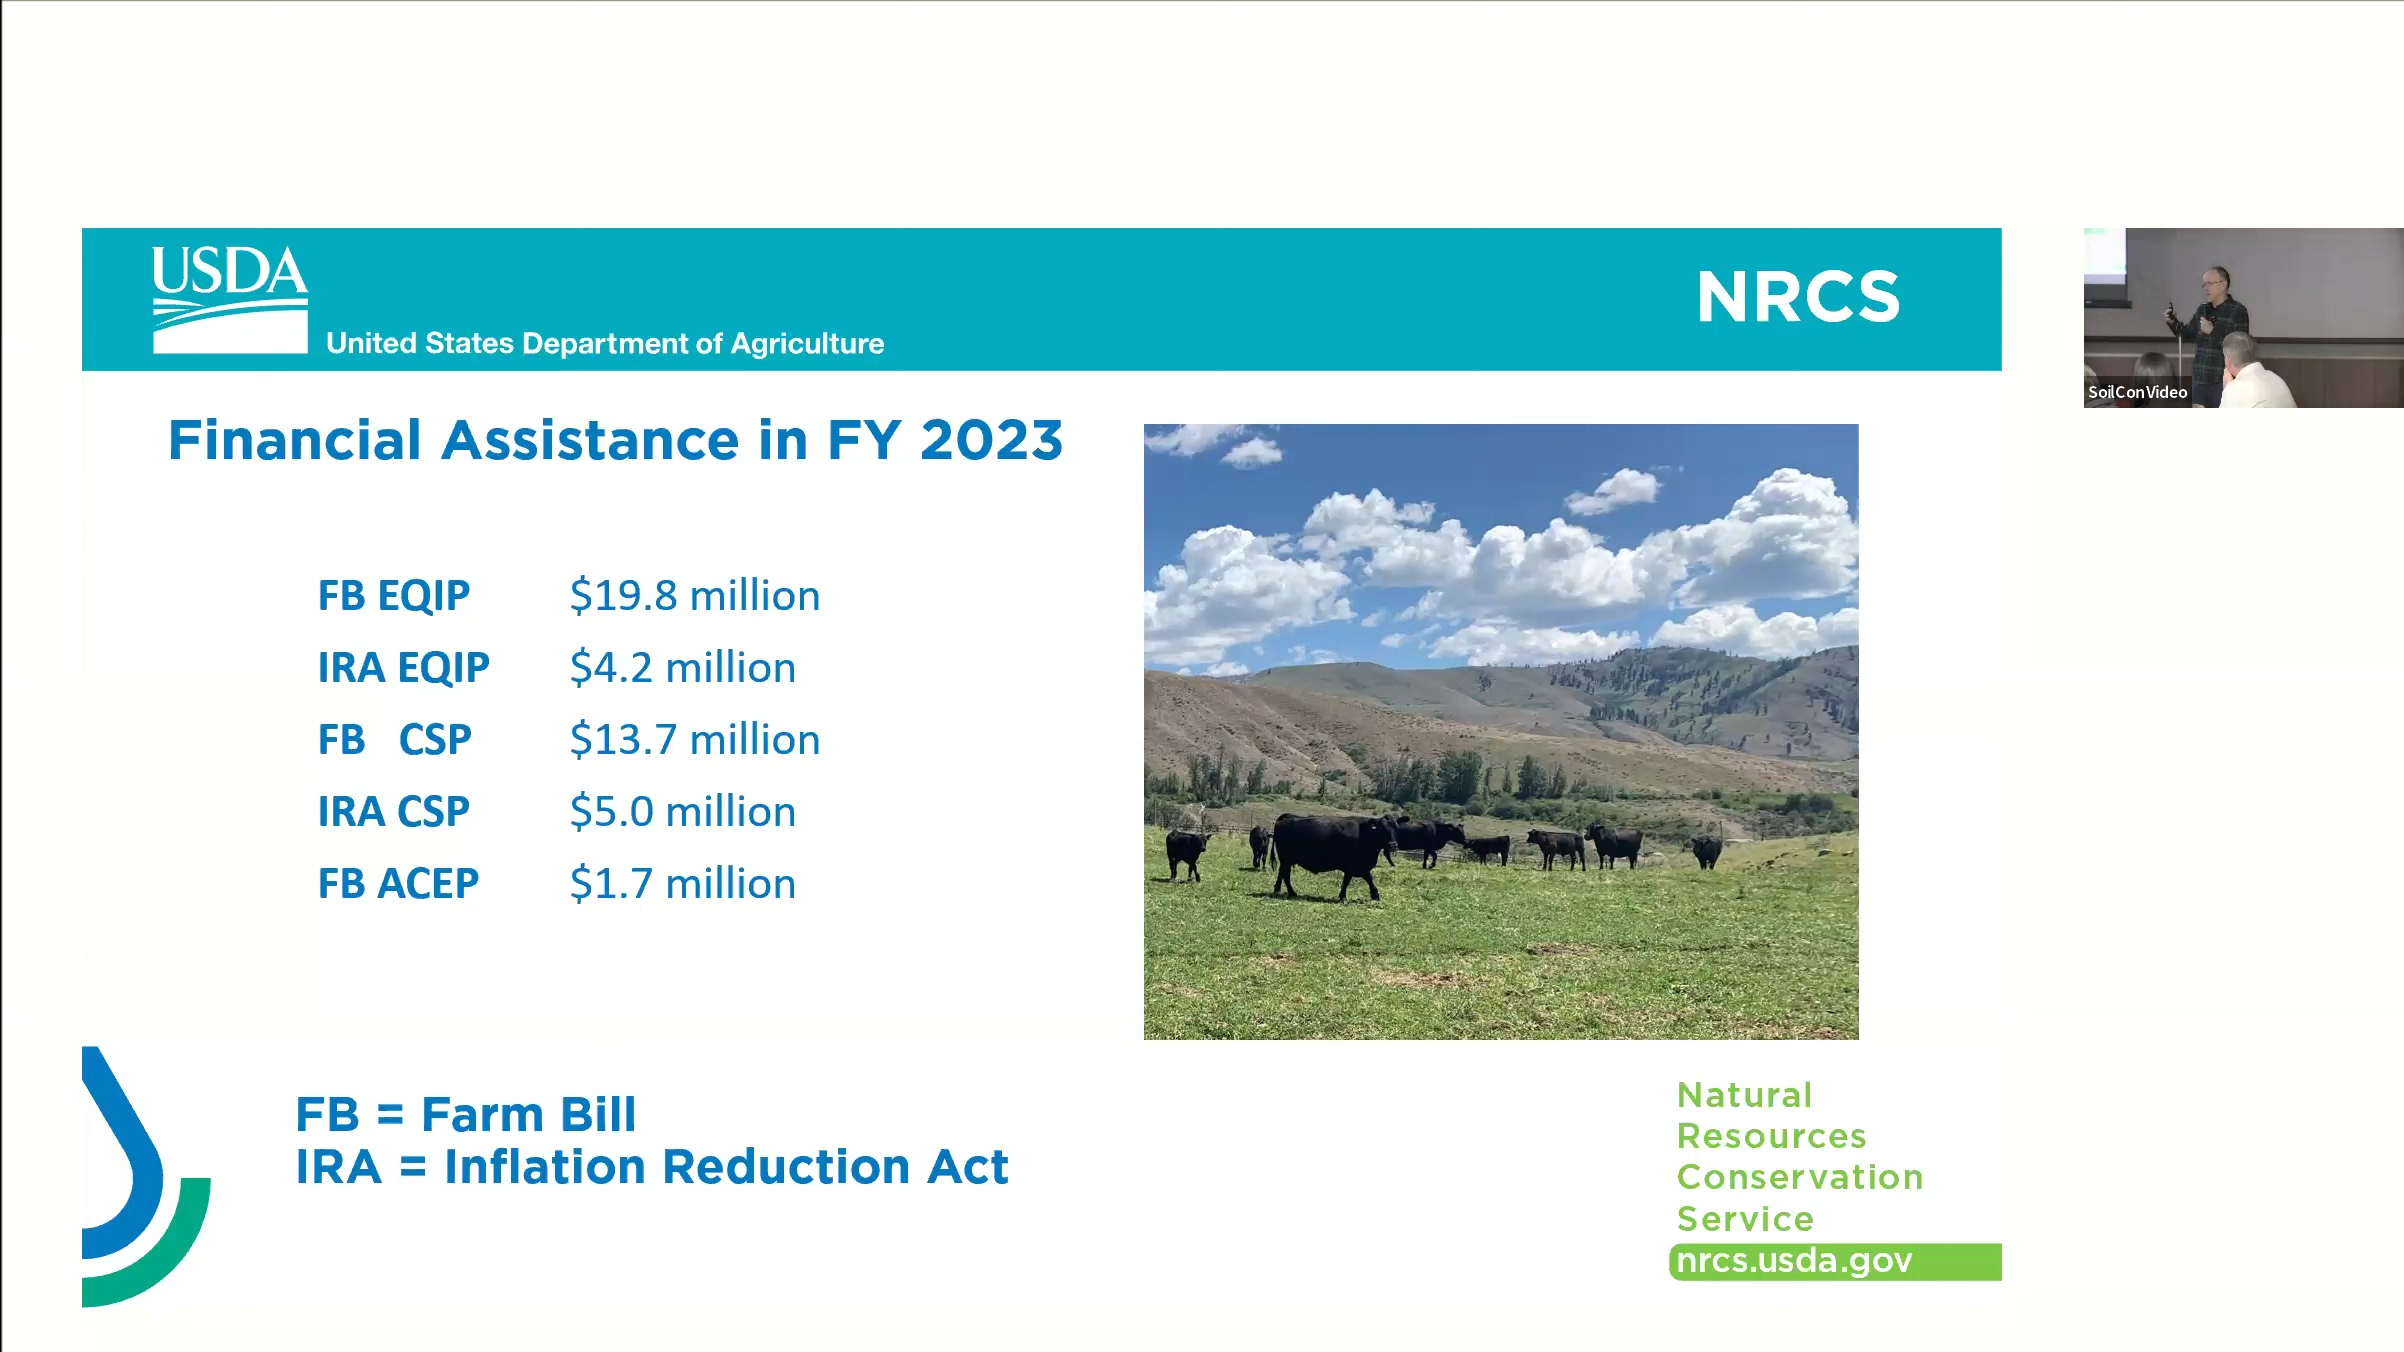 USDA
United States Department of Agriculture
NRCS
Financial Assistance in FY 2023
FB EQIP $19.8 million
IRA EQIP $4.2 million
FB CSP $13.7 million
IRA CSP $5.0 million
FB ACEP $1.7 million
FB = Farm Bill
IRA = Inflation Reduction Act
Natural
Resources
Conservation
Service
nrcs.usda.gov
SoilCon Video